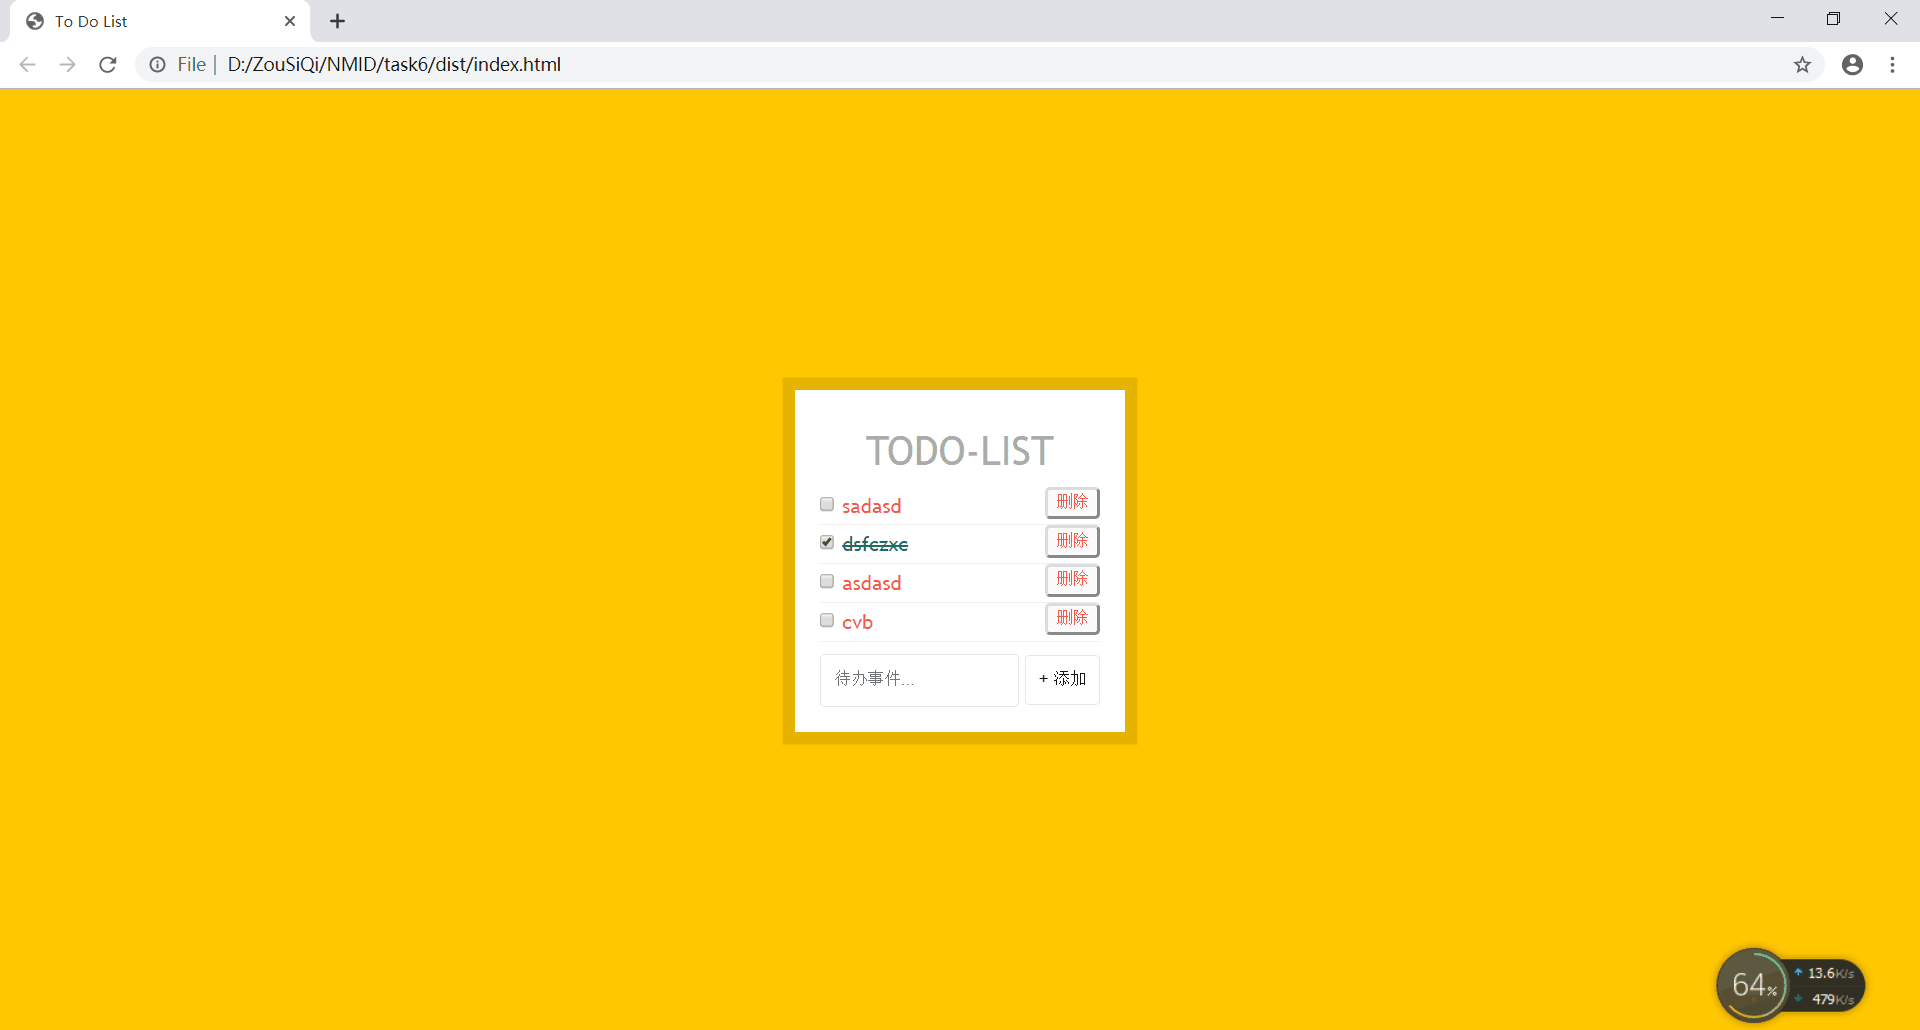 To Do List
File | D:/ZouSiQi/NMID/task6/dist/index.html
TODO-LIST
sadasd 删除
dsfczxc 删除
asdasd 删除
cvb 删除
待办事件... + 添加
64% 13.6K/s
479K/s